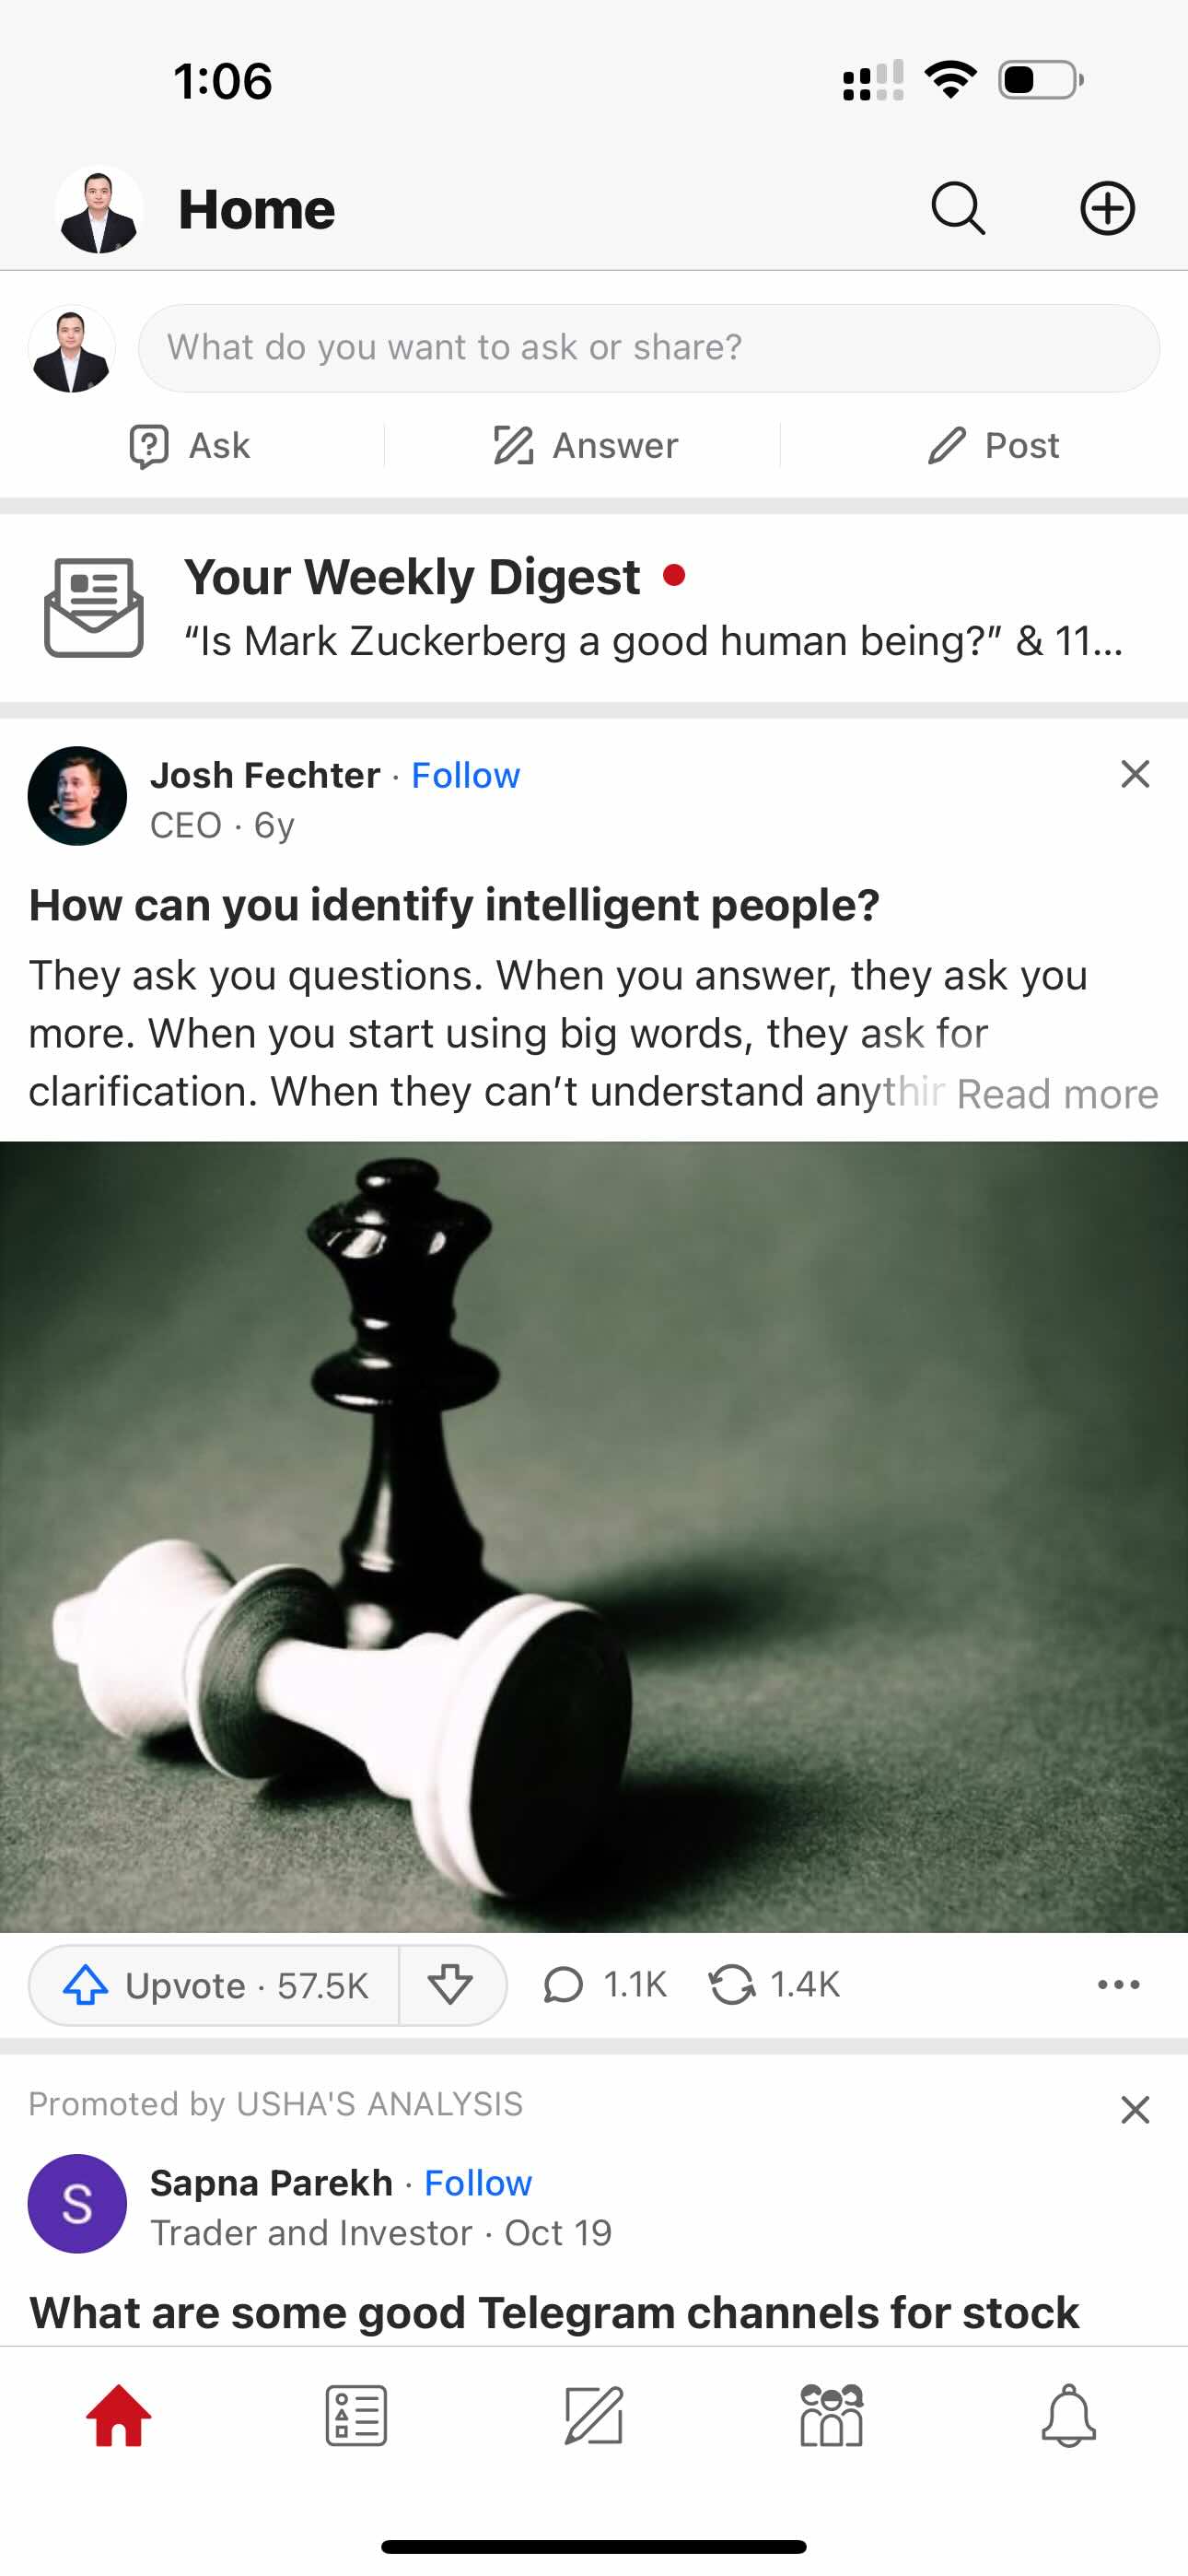 1:06
Home
What do you want to ask or share?
Ask
Answer
Post
Your Weekly Digest
“Is Mark Zuckerberg a good human being?” & 11...
Josh Fechter · Follow
CEO · 6y
How can you identify intelligent people?
They ask you questions. When you answer, they ask you
more. When you start using big words, they ask for
clarification. When they can’t understand anythin Read more
Upvote · 57.5K
1.1K
1.4K
Promoted by USHA'S ANALYSIS
S
Sapna Parekh · Follow
Trader and Investor · Oct 19
What are some good Telegram channels for stock